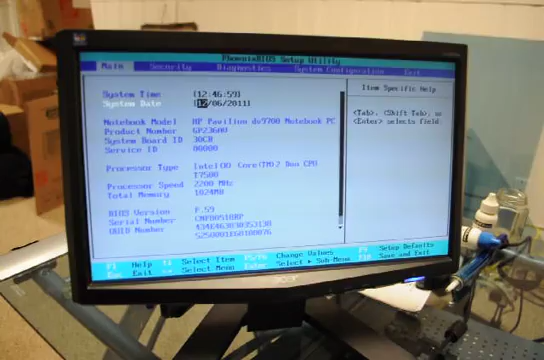 PhoenixBIOS Setup Utility
Main Security Diagnostics System Configuration Exit
Item Specific Help
System Time [12:46:59]
System Date [12/06/2011]
<Tab>, <Shift-Tab>, or
<Enter> selects field.
Notebook Model HP Pavilion dv9700 Notebook PC
Product Number
System Board ID 30CB
Service ID 00000
Processor Type Intel(R) Core(TM)2 Duo CPU
T7500
Processor Speed 2200 MHz
Total Memory
BIOS Version F.59
Serial Number
UUID Number
F1 Help Select Item F5/F6 Change Values F9 Setup Defaults
Esc Exit Select Menu Enter Select ▸ Sub-Menu F10 Save and Exit
acer